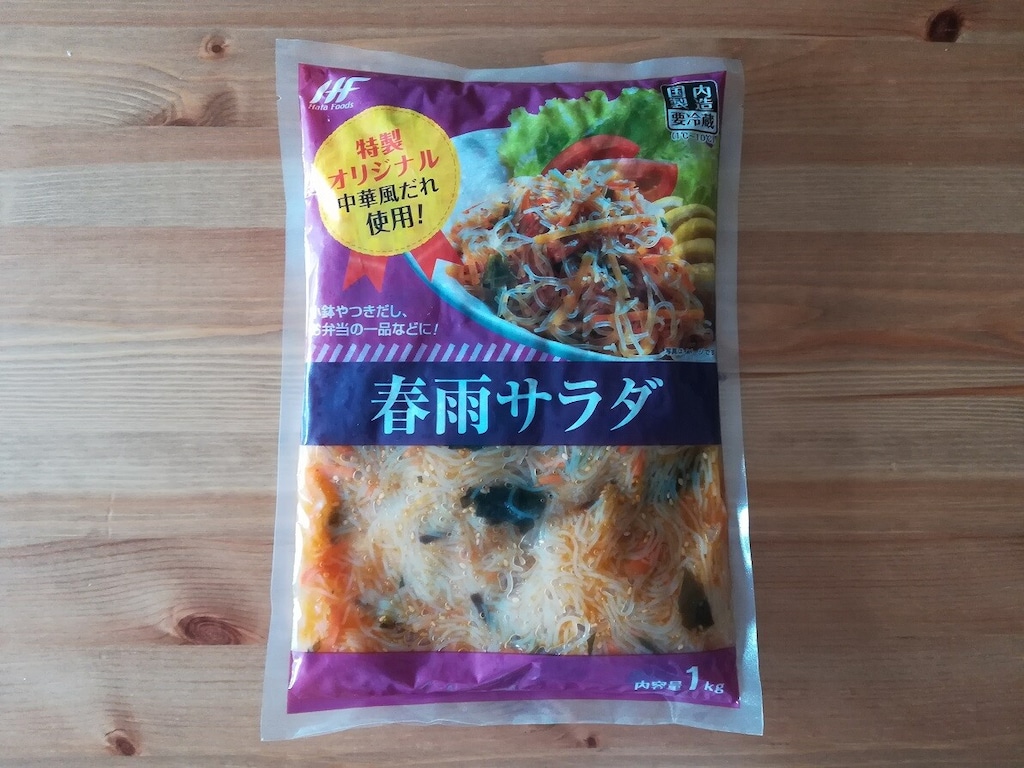 HF
Hata Foods
特製
オリジナル
中華風だれ
使用!
国内
製造
要冷蔵
(1℃~10℃)
小鉢やつきだし、
お弁当の一品などに!
春雨サラダ
内容量1kg